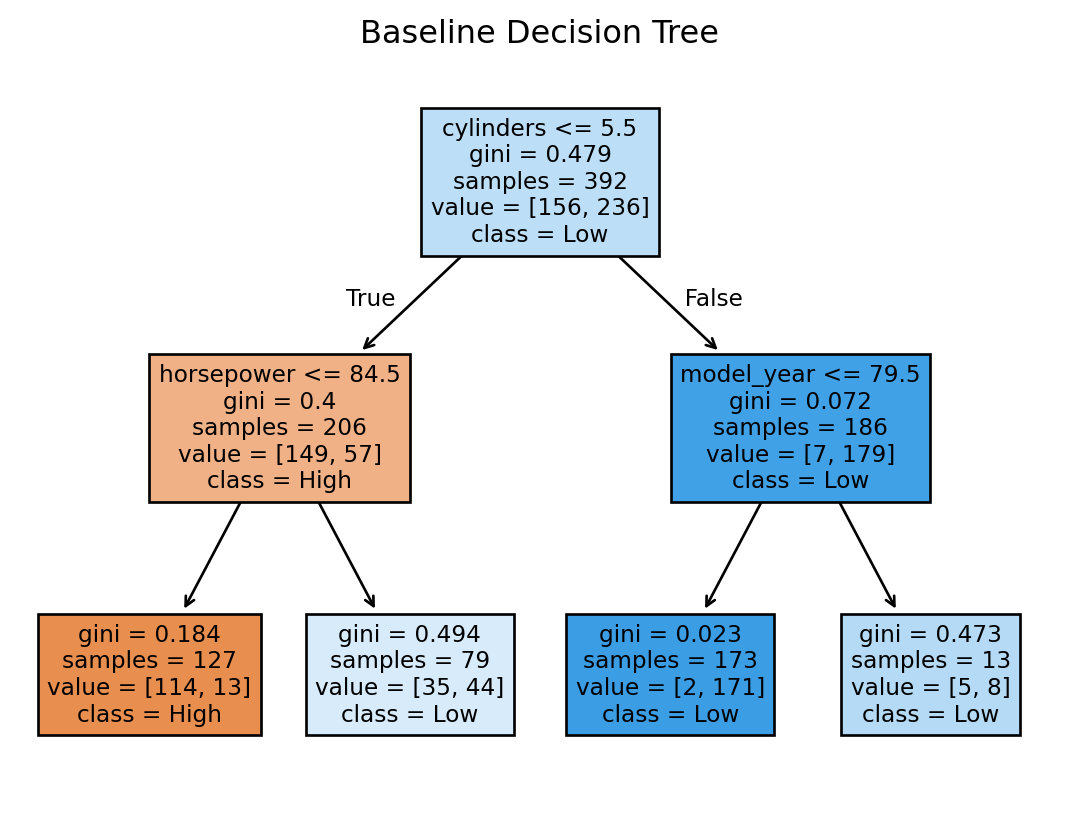 Baseline Decision Tree
cylinders <= 5.5
gini = 0.479
samples = 392
value = [156, 236]
class = Low
True
False
horsepower <= 84.5
gini = 0.4
samples = 206
value = [149, 57]
class = High
model_year <= 79.5
gini = 0.072
samples = 186
value = [7, 179]
class = Low
gini = 0.184
samples = 127
value = [114, 13]
class = High
gini = 0.494
samples = 79
value = [35, 44]
class = Low
gini = 0.023
samples = 173
value = [2, 171]
class = Low
gini = 0.473
samples = 13
value = [5, 8]
class = Low